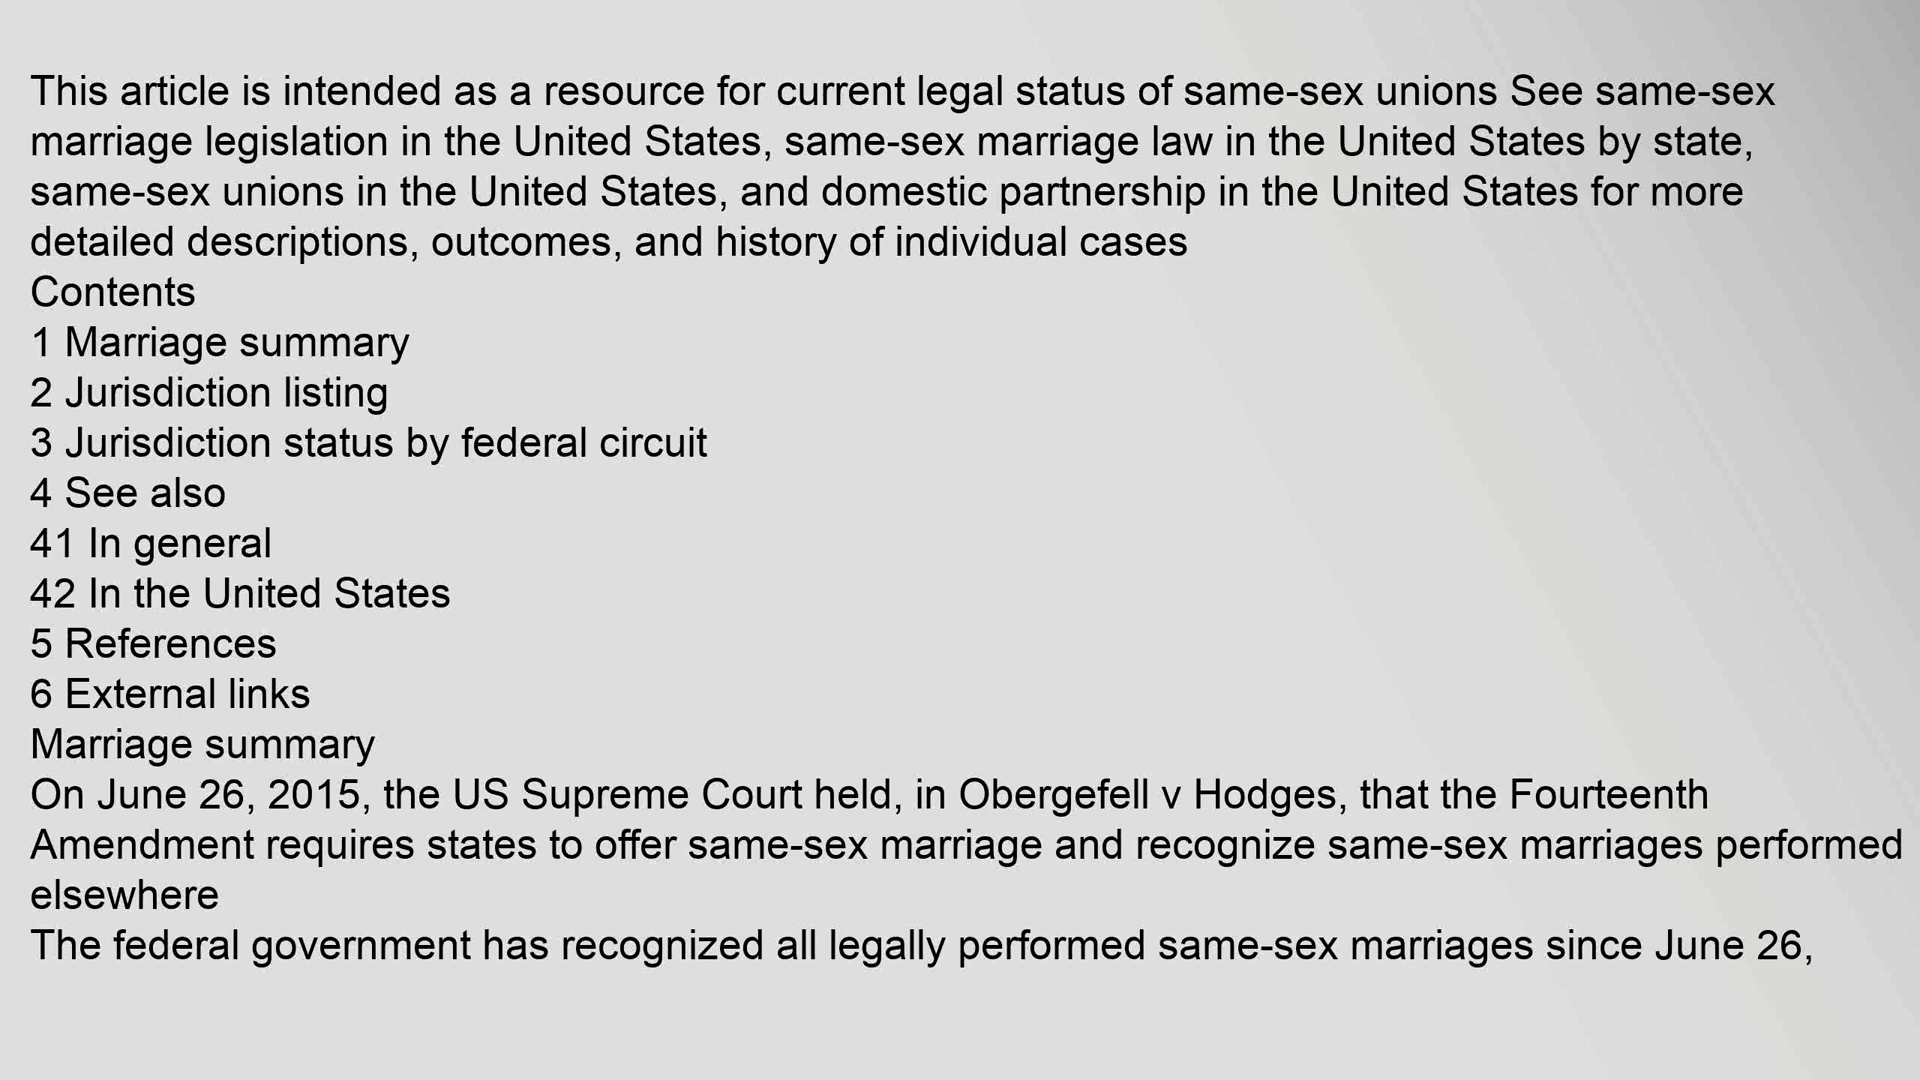 This article is intended as a resource for current legal status of same-sex unions See same-sex
marriage legislation in the United States, same-sex marriage law in the United States by state,
same-sex unions in the United States, and domestic partnership in the United States for more
detailed descriptions, outcomes, and history of individual cases
Contents
1 Marriage summary
2 Jurisdiction listing
3 Jurisdiction status by federal circuit
4 See also
41 In general
42 In the United States
5 References
6 External links
Marriage summary
On June 26, 2015, the US Supreme Court held, in Obergefell v Hodges, that the Fourteenth
Amendment requires states to offer same-sex marriage and recognize same-sex marriages performed
elsewhere
The federal government has recognized all legally performed same-sex marriages since June 26,